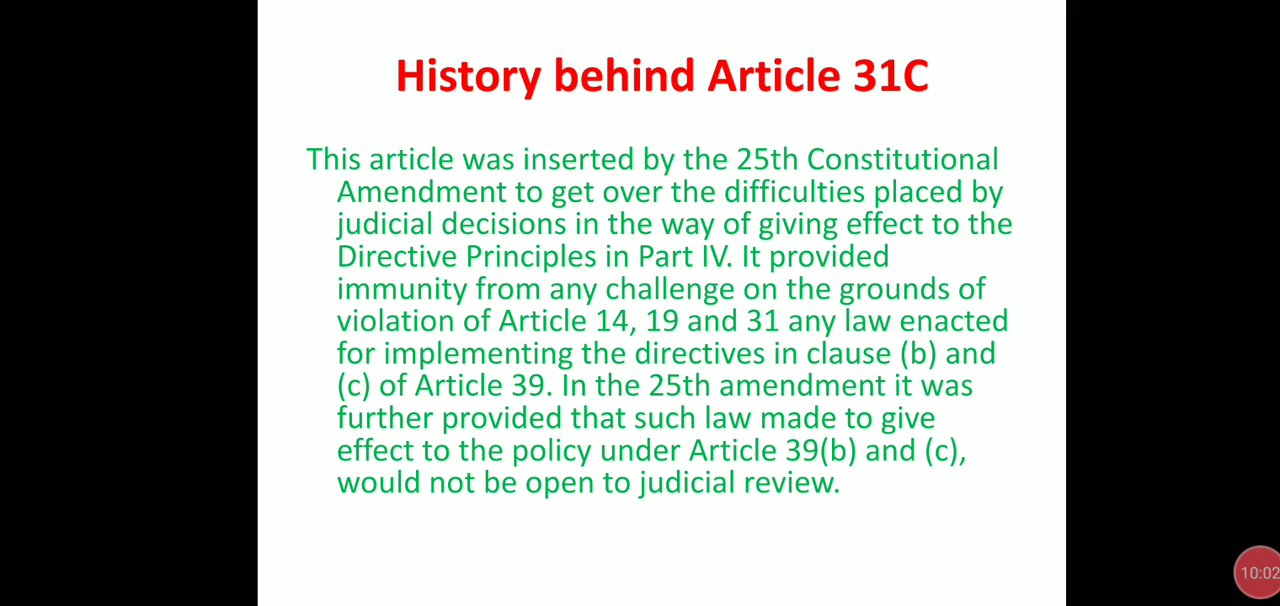 History behind Article 31C
This article was inserted by the 25th Constitutional
Amendment to get over the difficulties placed by
judicial decisions in the way of giving effect to the
Directive Principles in Part IV. It provided
immunity from any challenge on the grounds of
violation of Article 14, 19 and 31 any law enacted
for implementing the directives in clause (b) and
(c) of Article 39. In the 25th amendment it was
further provided that such law made to give
effect to the policy under Article 39(b) and (c),
would not be open to judicial review.
10:02